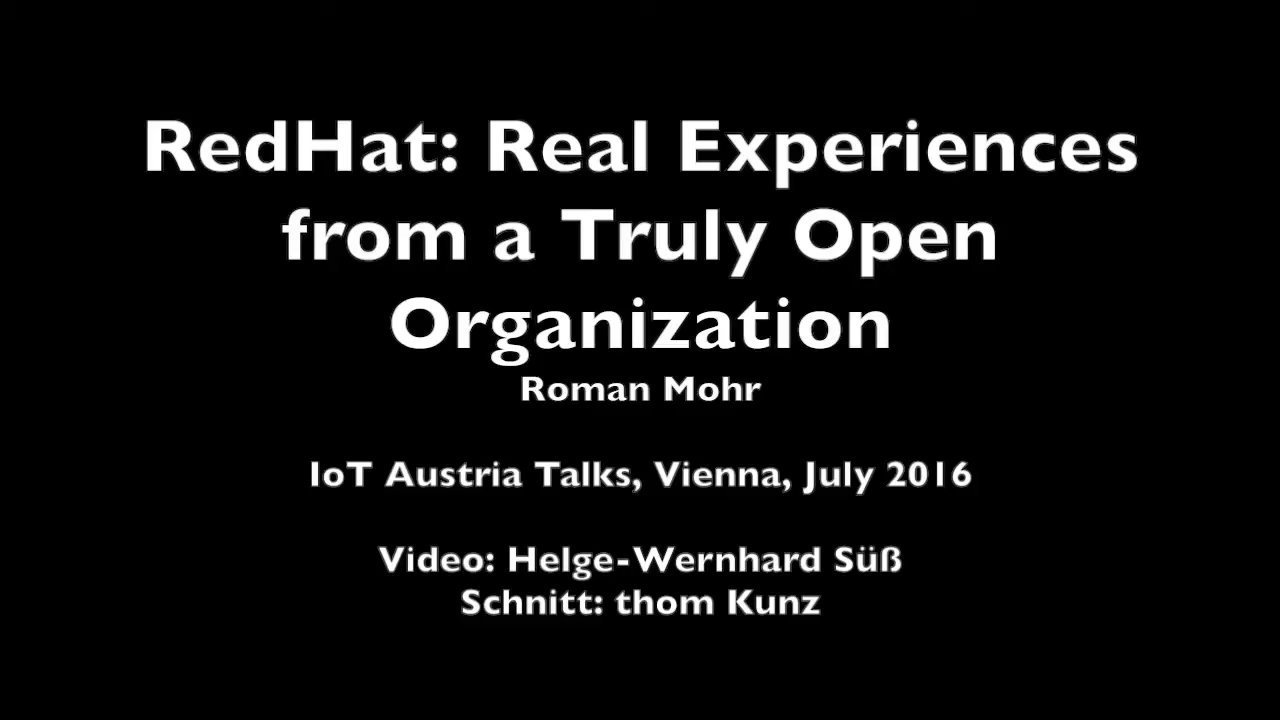 RedHat: Real Experiences
from a Truly Open
Organization
Roman Mohr
IoT Austria Talks, Vienna, July 2016
Video: Helge-Wernhard Süß
Schnitt: thom Kunz